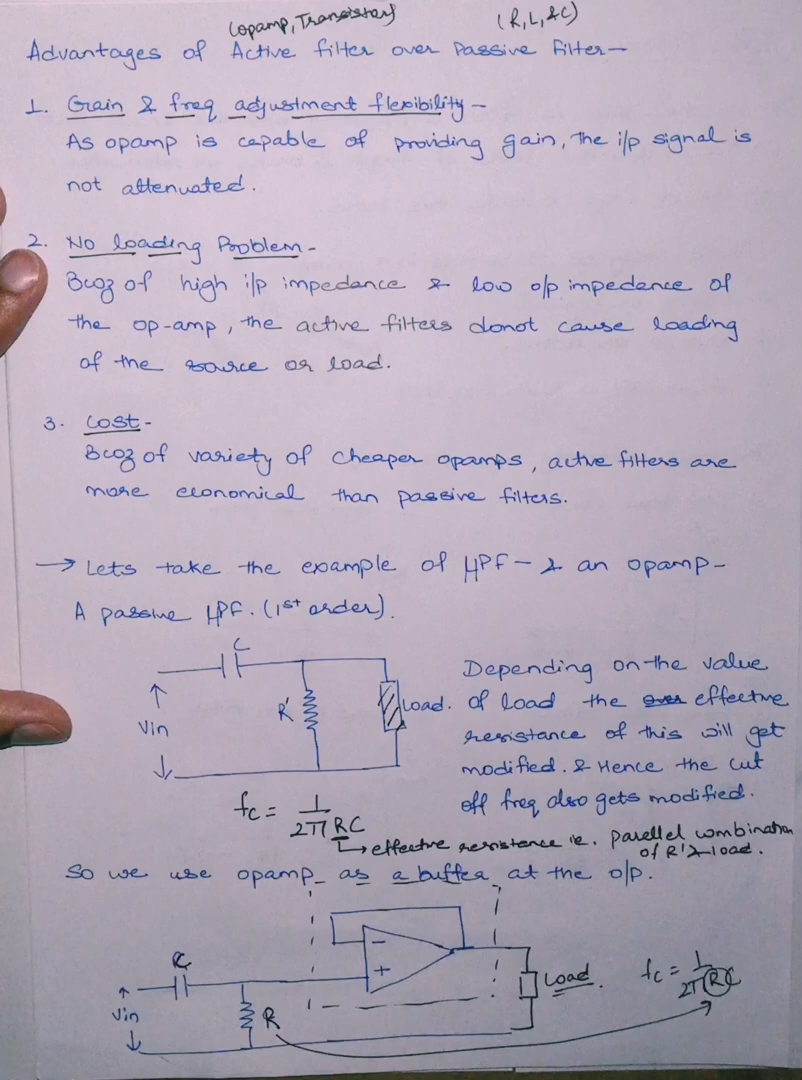 (opamp, Transistor)
(R, L, & C)
Advantages of Active filter over Passive Filter—
1. Gain & freq adjustment flexibility -
As opamp is capable of providing gain, the i/p signal is
not attenuated.
2. No loading Problem -
Bcoz of high i/p impedance & low o/p impedence of
the op-amp, the active filters donot cause loading
of the source or load.
3. Cost -
Bcoz of variety of cheaper opamps, active filters are
more economical than passive filters.
→ Lets take the example of HPF - & an opamp -
A passive HPF. (1st order).
C
Vin
R'
Load.
Depending on the value
of load the effective
resistance of this will get
modified. & Hence the cut
off freq also gets modified.
fc = 1/2πRC
→ effective resistance ie. parellel combination
of R' & load.
So we use opamp as a buffer at the o/p.
C
Vin
R
-
+
Load.
fc = 1/2πRC